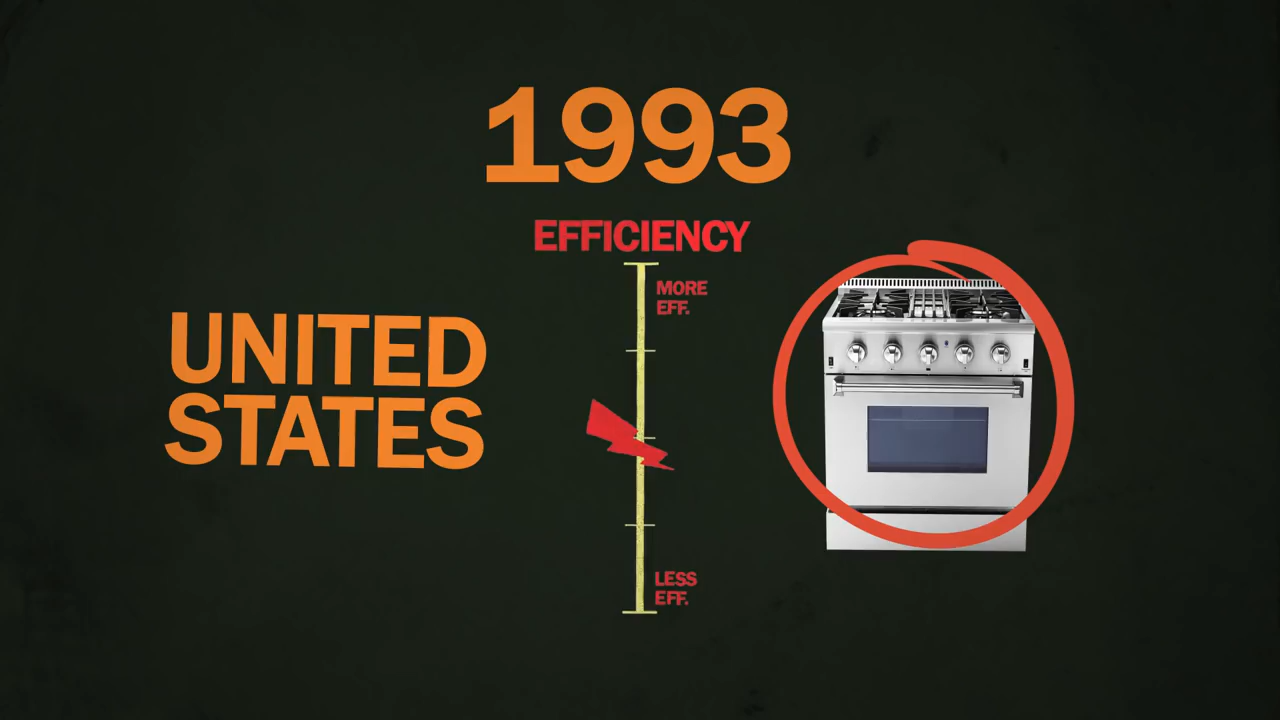 1993
EFFICIENCY
MORE
EFF.
UNITED
STATES
LESS
EFF.